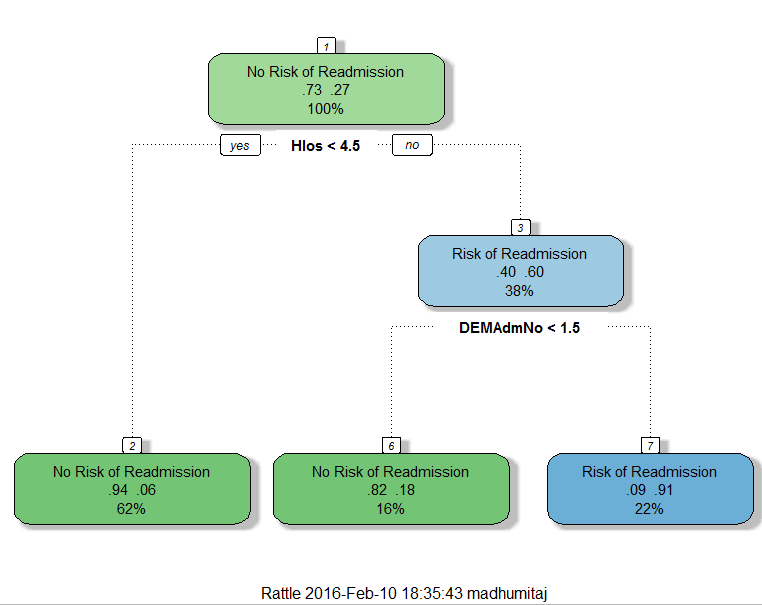 1
No Risk of Readmission
.73 .27
100%
yes Hlos < 4.5 no
3
Risk of Readmission
.40 .60
38%
DEMAdmNo < 1.5
2
No Risk of Readmission
.94 .06
62%
6
No Risk of Readmission
.82 .18
16%
7
Risk of Readmission
.09 .91
22%
Rattle 2016-Feb-10 18:35:43 madhumitaj